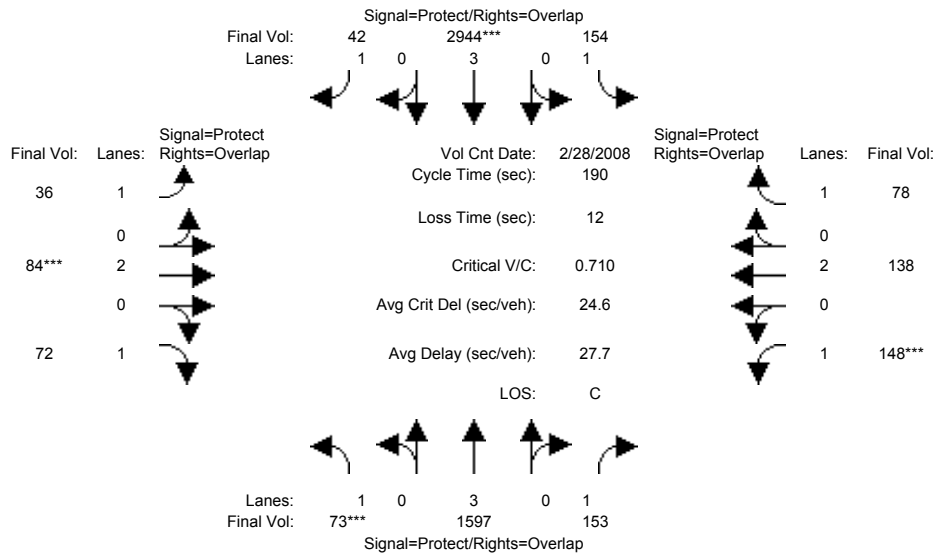 Signal=Protect/Rights=Overlap
Final Vol: 42 2944*** 154
Lanes: 1 0 3 0 1
Signal=Protect Signal=Protect
Final Vol: Lanes: Rights=Overlap Vol Cnt Date: 2/28/2008 Rights=Overlap Lanes: Final Vol:
Cycle Time (sec): 190
36 1 1 78
Loss Time (sec): 12
0 0
84*** 2 Critical V/C: 0.710 2 138
0 Avg Crit Del (sec/veh): 24.6 0
72 1 Avg Delay (sec/veh): 27.7 1 148***
LOS: C
Lanes: 1 0 3 0 1
Final Vol: 73*** 1597 153
Signal=Protect/Rights=Overlap